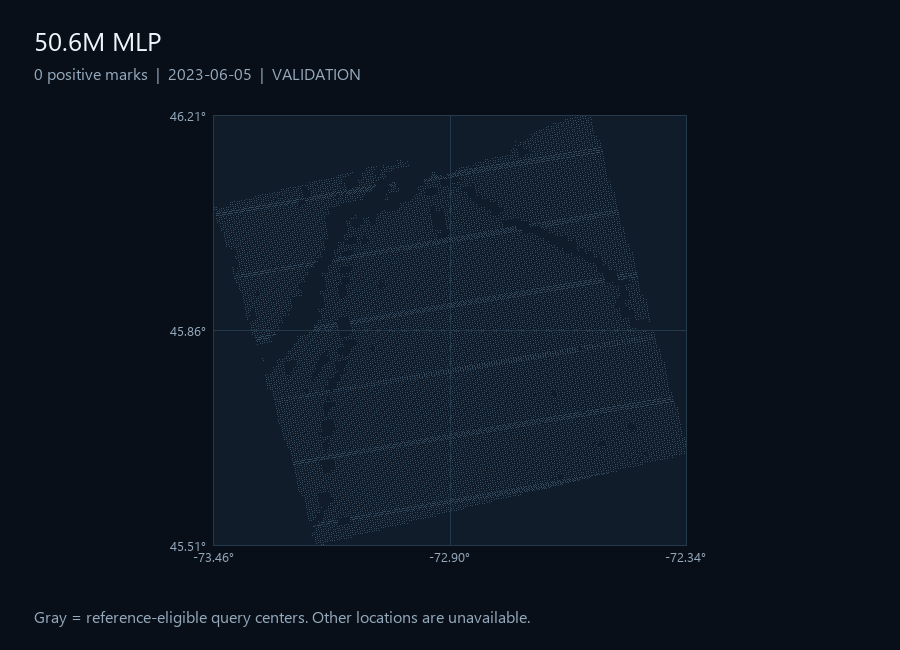 50.6M MLP
0 positive marks | 2023-06-05 | VALIDATION
46.21°
45.86°
45.51°
-73.46°
-72.90°
-72.34°
Gray = reference-eligible query centers. Other locations are unavailable.